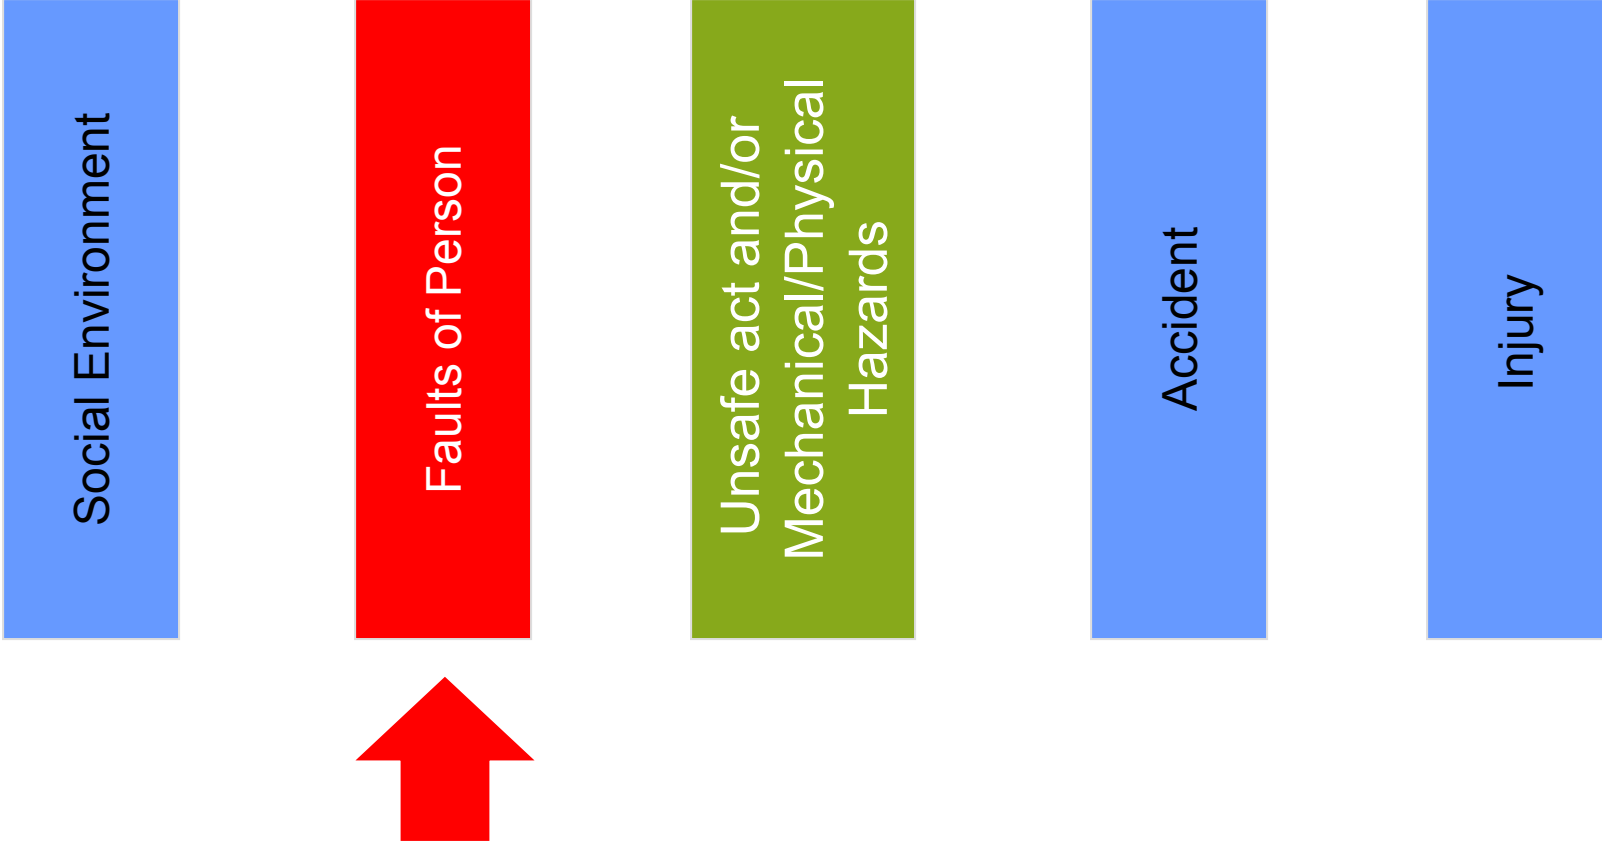 Social Environment
Faults of Person
Unsafe act and/or
Mechanical/Physical
Hazards
Accident
Injury